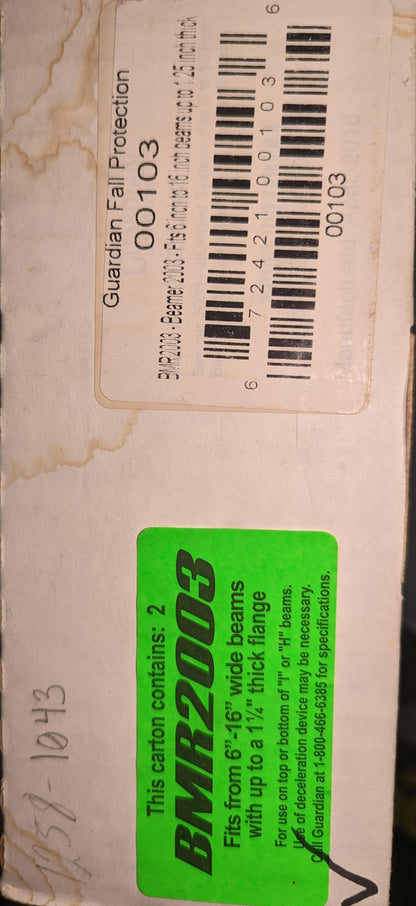 Guardian Fall Protection
00103
BMR2003 - Beamer 2003 - Fits 6 inch to 16 inch beams up to 1.25 inch thick
6 72421 00103 6
00103
This carton contains: 2
BMR2003
Fits from 6"-16" wide beams
with up to a 1¼" thick flange
For use on top or bottom of "I" or "H" beams.
Use of deceleration device may be necessary.
Call Guardian at 1-800-466-6385 for specifications.